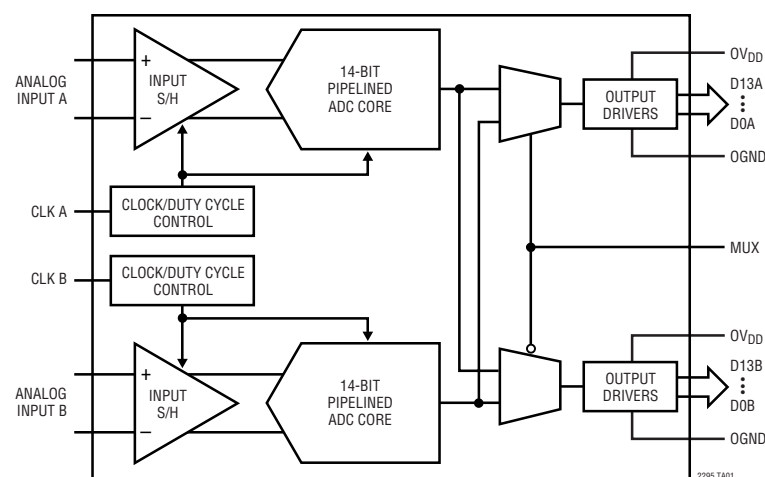 ANALOG
INPUT A
+
−
INPUT
S/H
14-BIT
PIPELINED
ADC CORE
OUTPUT
DRIVERS
OVDD
D13A
D0A
OGND
CLK A
CLOCK/DUTY CYCLE
CONTROL
MUX
CLK B
CLOCK/DUTY CYCLE
CONTROL
ANALOG
INPUT B
+
−
INPUT
S/H
14-BIT
PIPELINED
ADC CORE
OUTPUT
DRIVERS
OVDD
D13B
D0B
OGND
2295 TA01